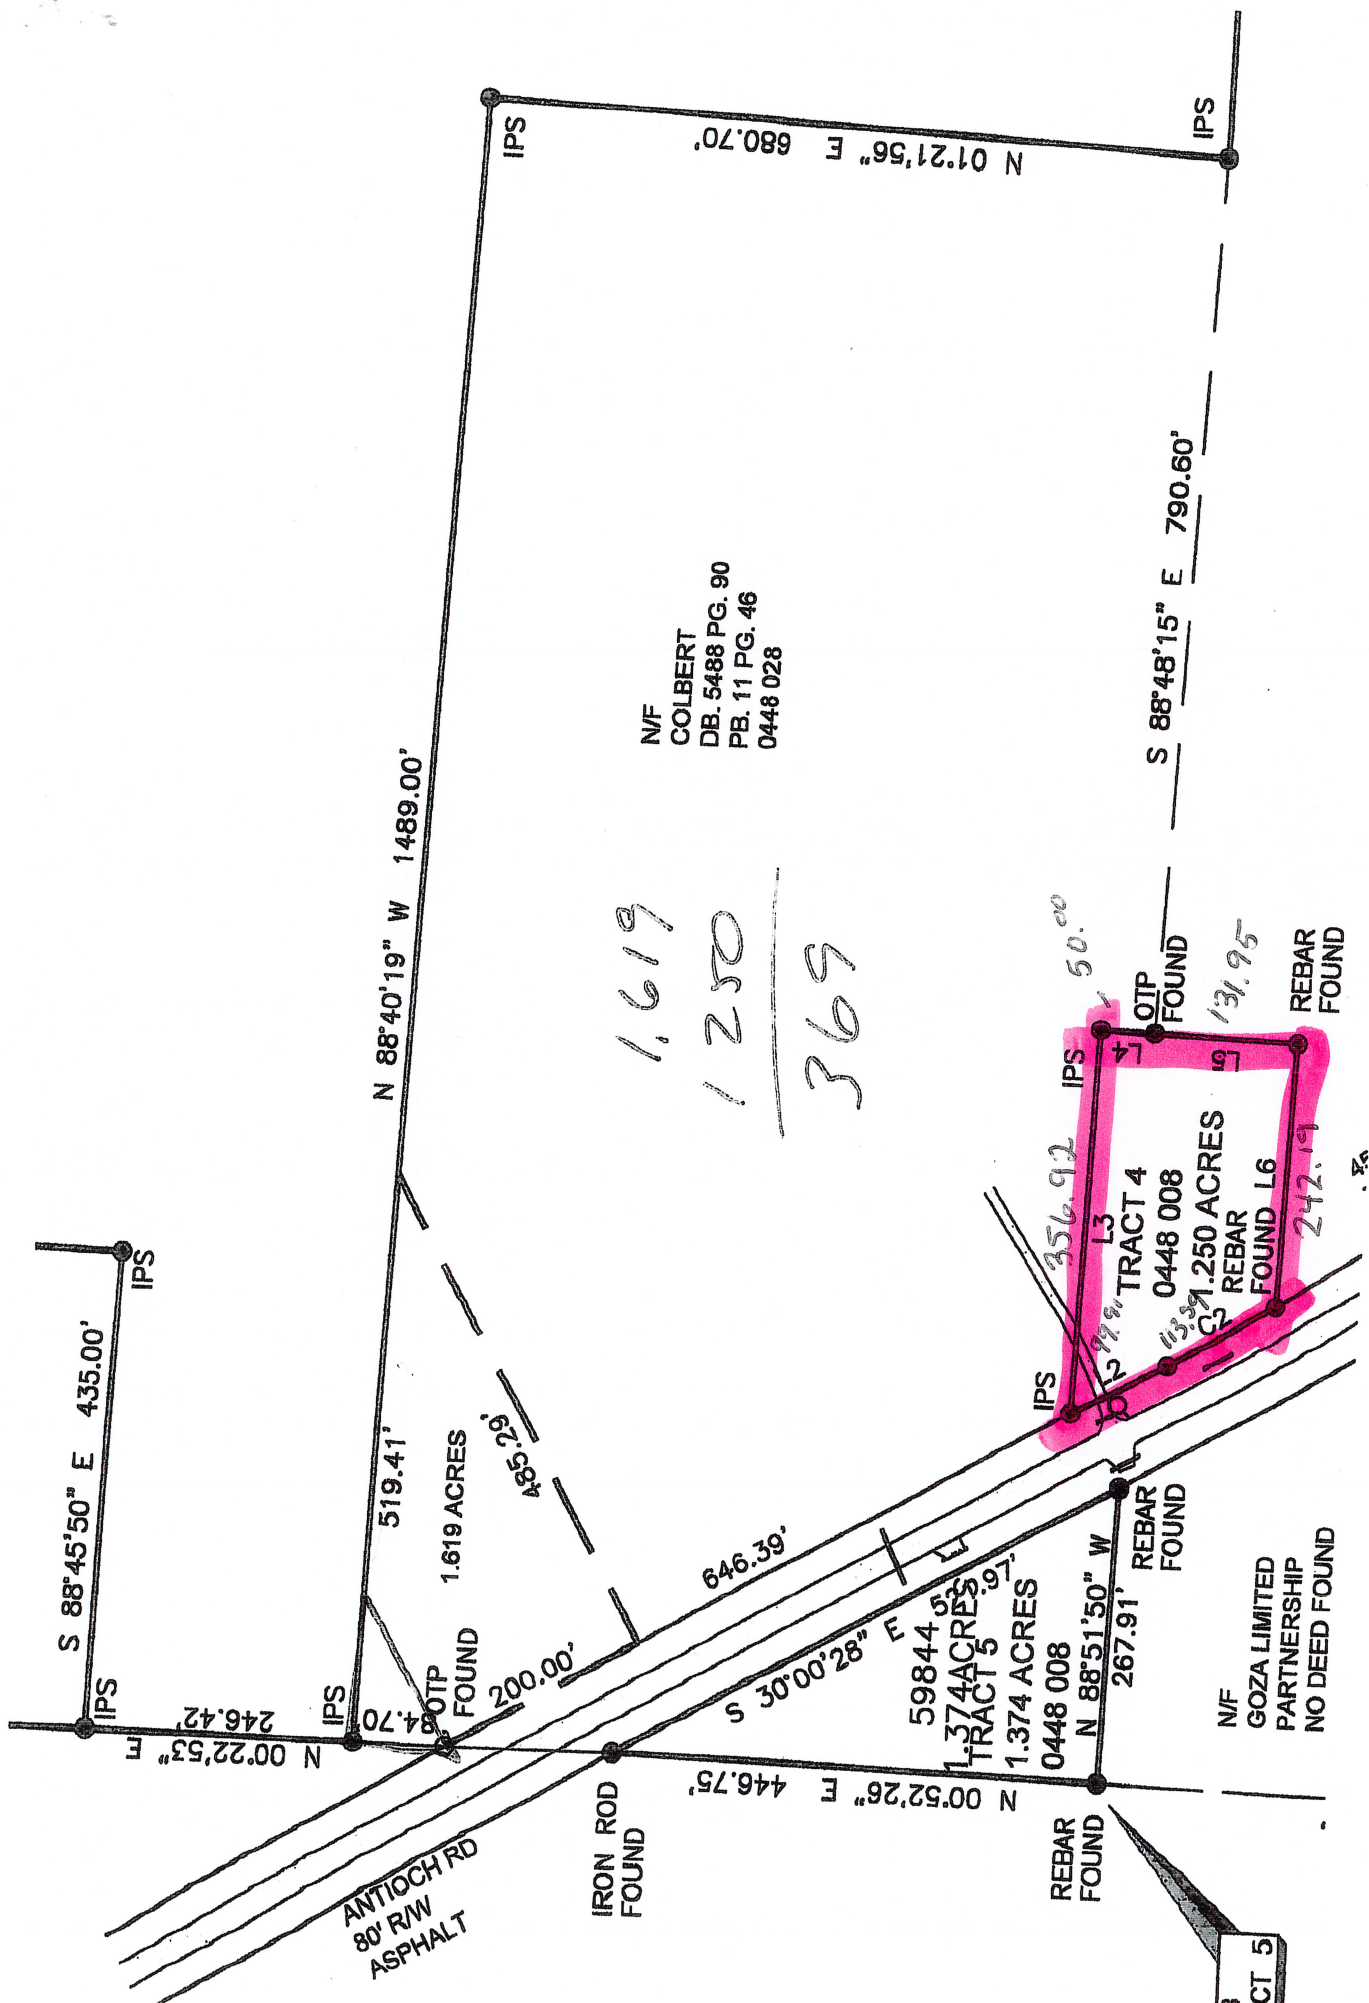 S 88°45'50" E 435.00'
IPS
IPS
N 00°22'53" E
246.42'
IPS
N 88°40'19" W 1489.00'
519.41'
IPS
N 01°21'56" E 680.70'
IPS
84.70
OTP
FOUND
1.619 ACRES
485.29'
200.00'
646.39'
N/F
COLBERT
DB. 5488 PG. 90
PB. 11 PG. 46
0448 028
1.619
1 250
369
ANTIOCH RD
80' R/W
ASPHALT
IRON ROD
FOUND
N 00°52'26" E 446.75'
S 30°00'28" E
59844
1.374ACRES
TRACT 5
1.374 ACRES
0448 008
N 88°51'50" W
267.91'
REBAR
FOUND
REBAR
FOUND
N/F
GOZA LIMITED
PARTNERSHIP
NO DEED FOUND
IPS
356.92
L3
IPS
50.00
L4
OTP
FOUND
S 88°48'15" E 790.60'
L2
TRACT 4
0448 008
1.250 ACRES
REBAR
FOUND
L6
C2
L5
131.95
242.19
REBAR
FOUND
CT 5